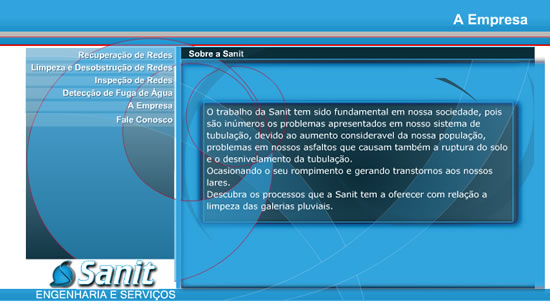 A Empresa
Recuperação de Redes
Limpeza e Desobstrução de Redes
Inspeção de Redes
Detecção de Fuga de Água
A Empresa
Fale Conosco
Sobre a Sanit
O trabalho da Sanit tem sido fundamental em nossa sociedade, pois
são inúmeros os problemas apresentados em nosso sistema de
tubulação, devido ao aumento consideravel da nossa população,
problemas em nossos asfaltos que causam também a ruptura do solo
e o desnivelamento da tubulação.
Ocasionando o seu rompimento e gerando transtornos aos nossos
lares.
Descubra os processos que a Sanit tem a oferecer com relação a
limpeza das galerias pluviais.
Sanit
ENGENHARIA E SERVIÇOS